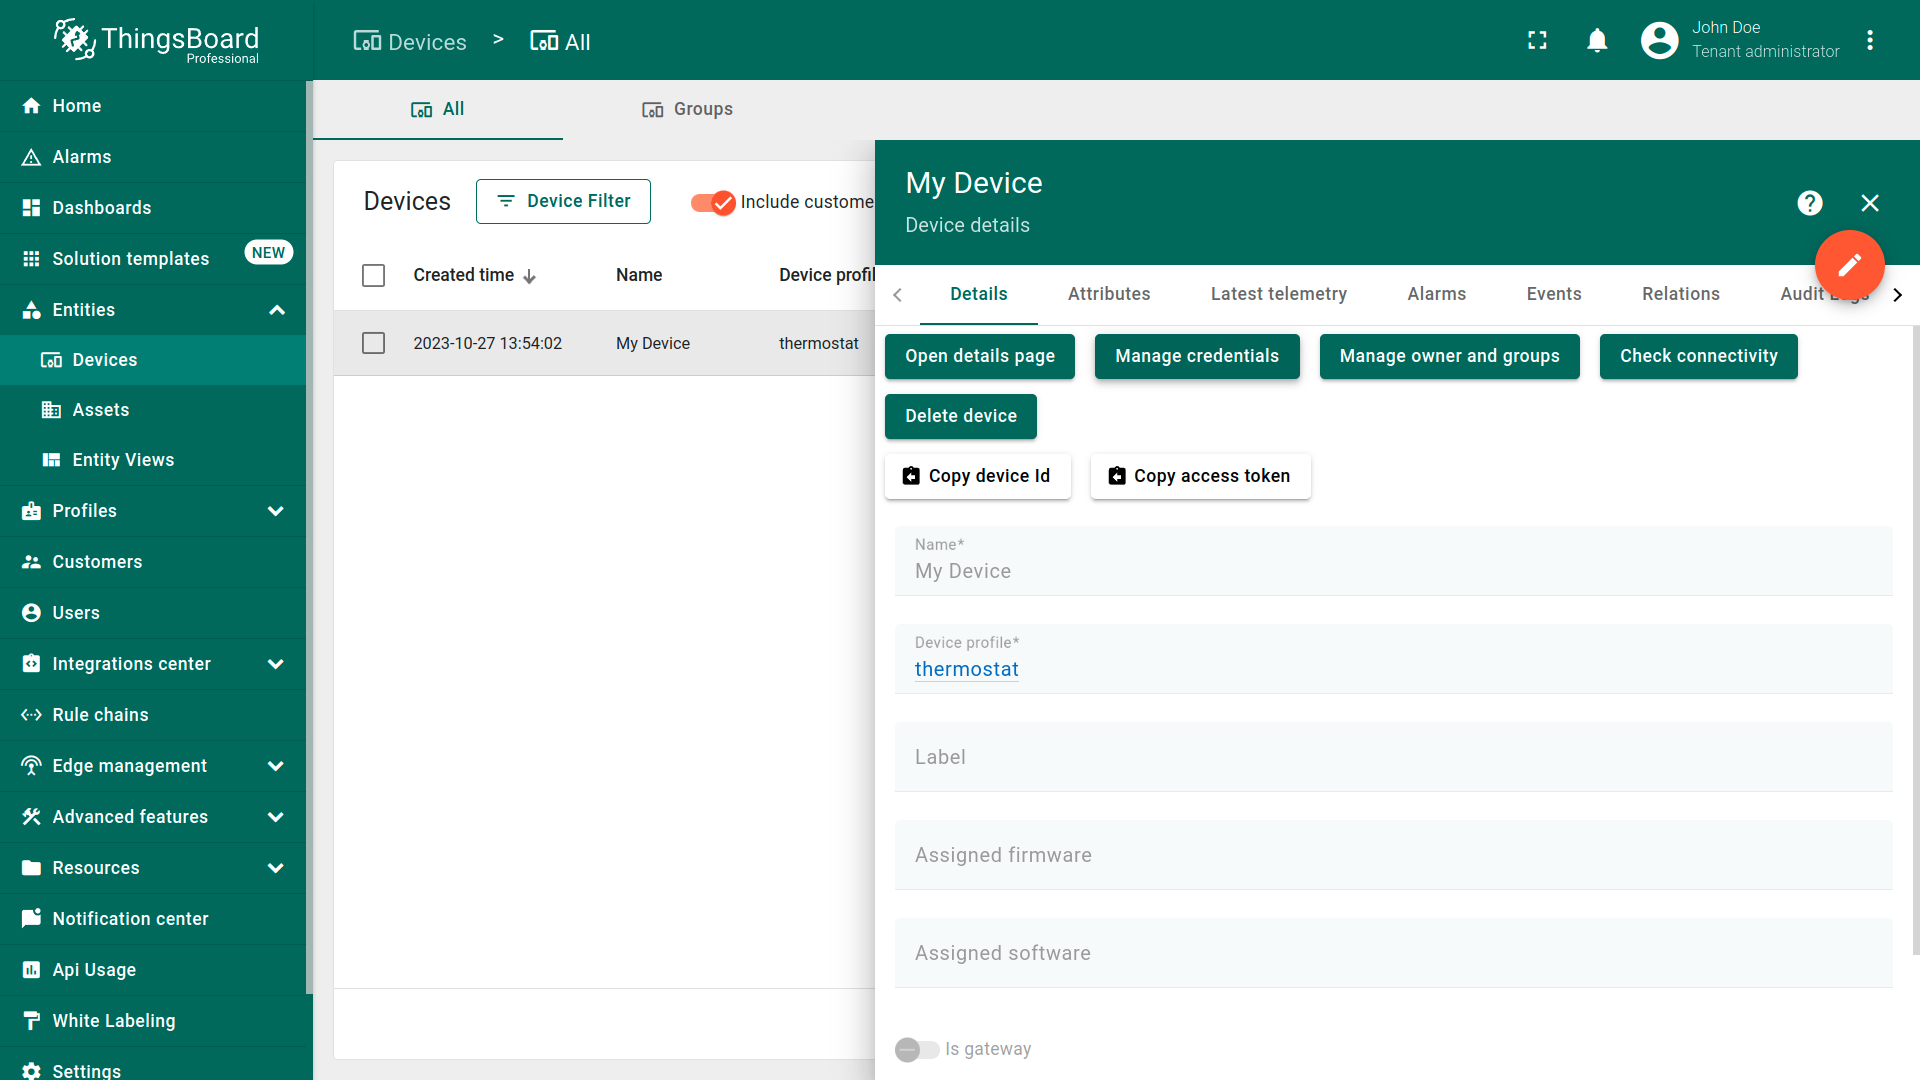 ThingsBoard
Professional
Devices > All
John Doe
Tenant administrator
Home
Alarms
Dashboards
Solution templates NEW
Entities
Devices
Assets
Entity Views
Profiles
Customers
Users
Integrations center
Rule chains
Edge management
Advanced features
Resources
Notification center
Api Usage
White Labeling
Settings
All Groups
Devices Device Filter Include custome
Created time Name Device profil
2023-10-27 13:54:02 My Device thermostat
My Device
Device details
Details Attributes Latest telemetry Alarms Events Relations Audit
Open details page Manage credentials Manage owner and groups Check connectivity
Delete device
Copy device Id Copy access token
Name*
My Device
Device profile*
thermostat
Label
Assigned firmware
Assigned software
Is gateway